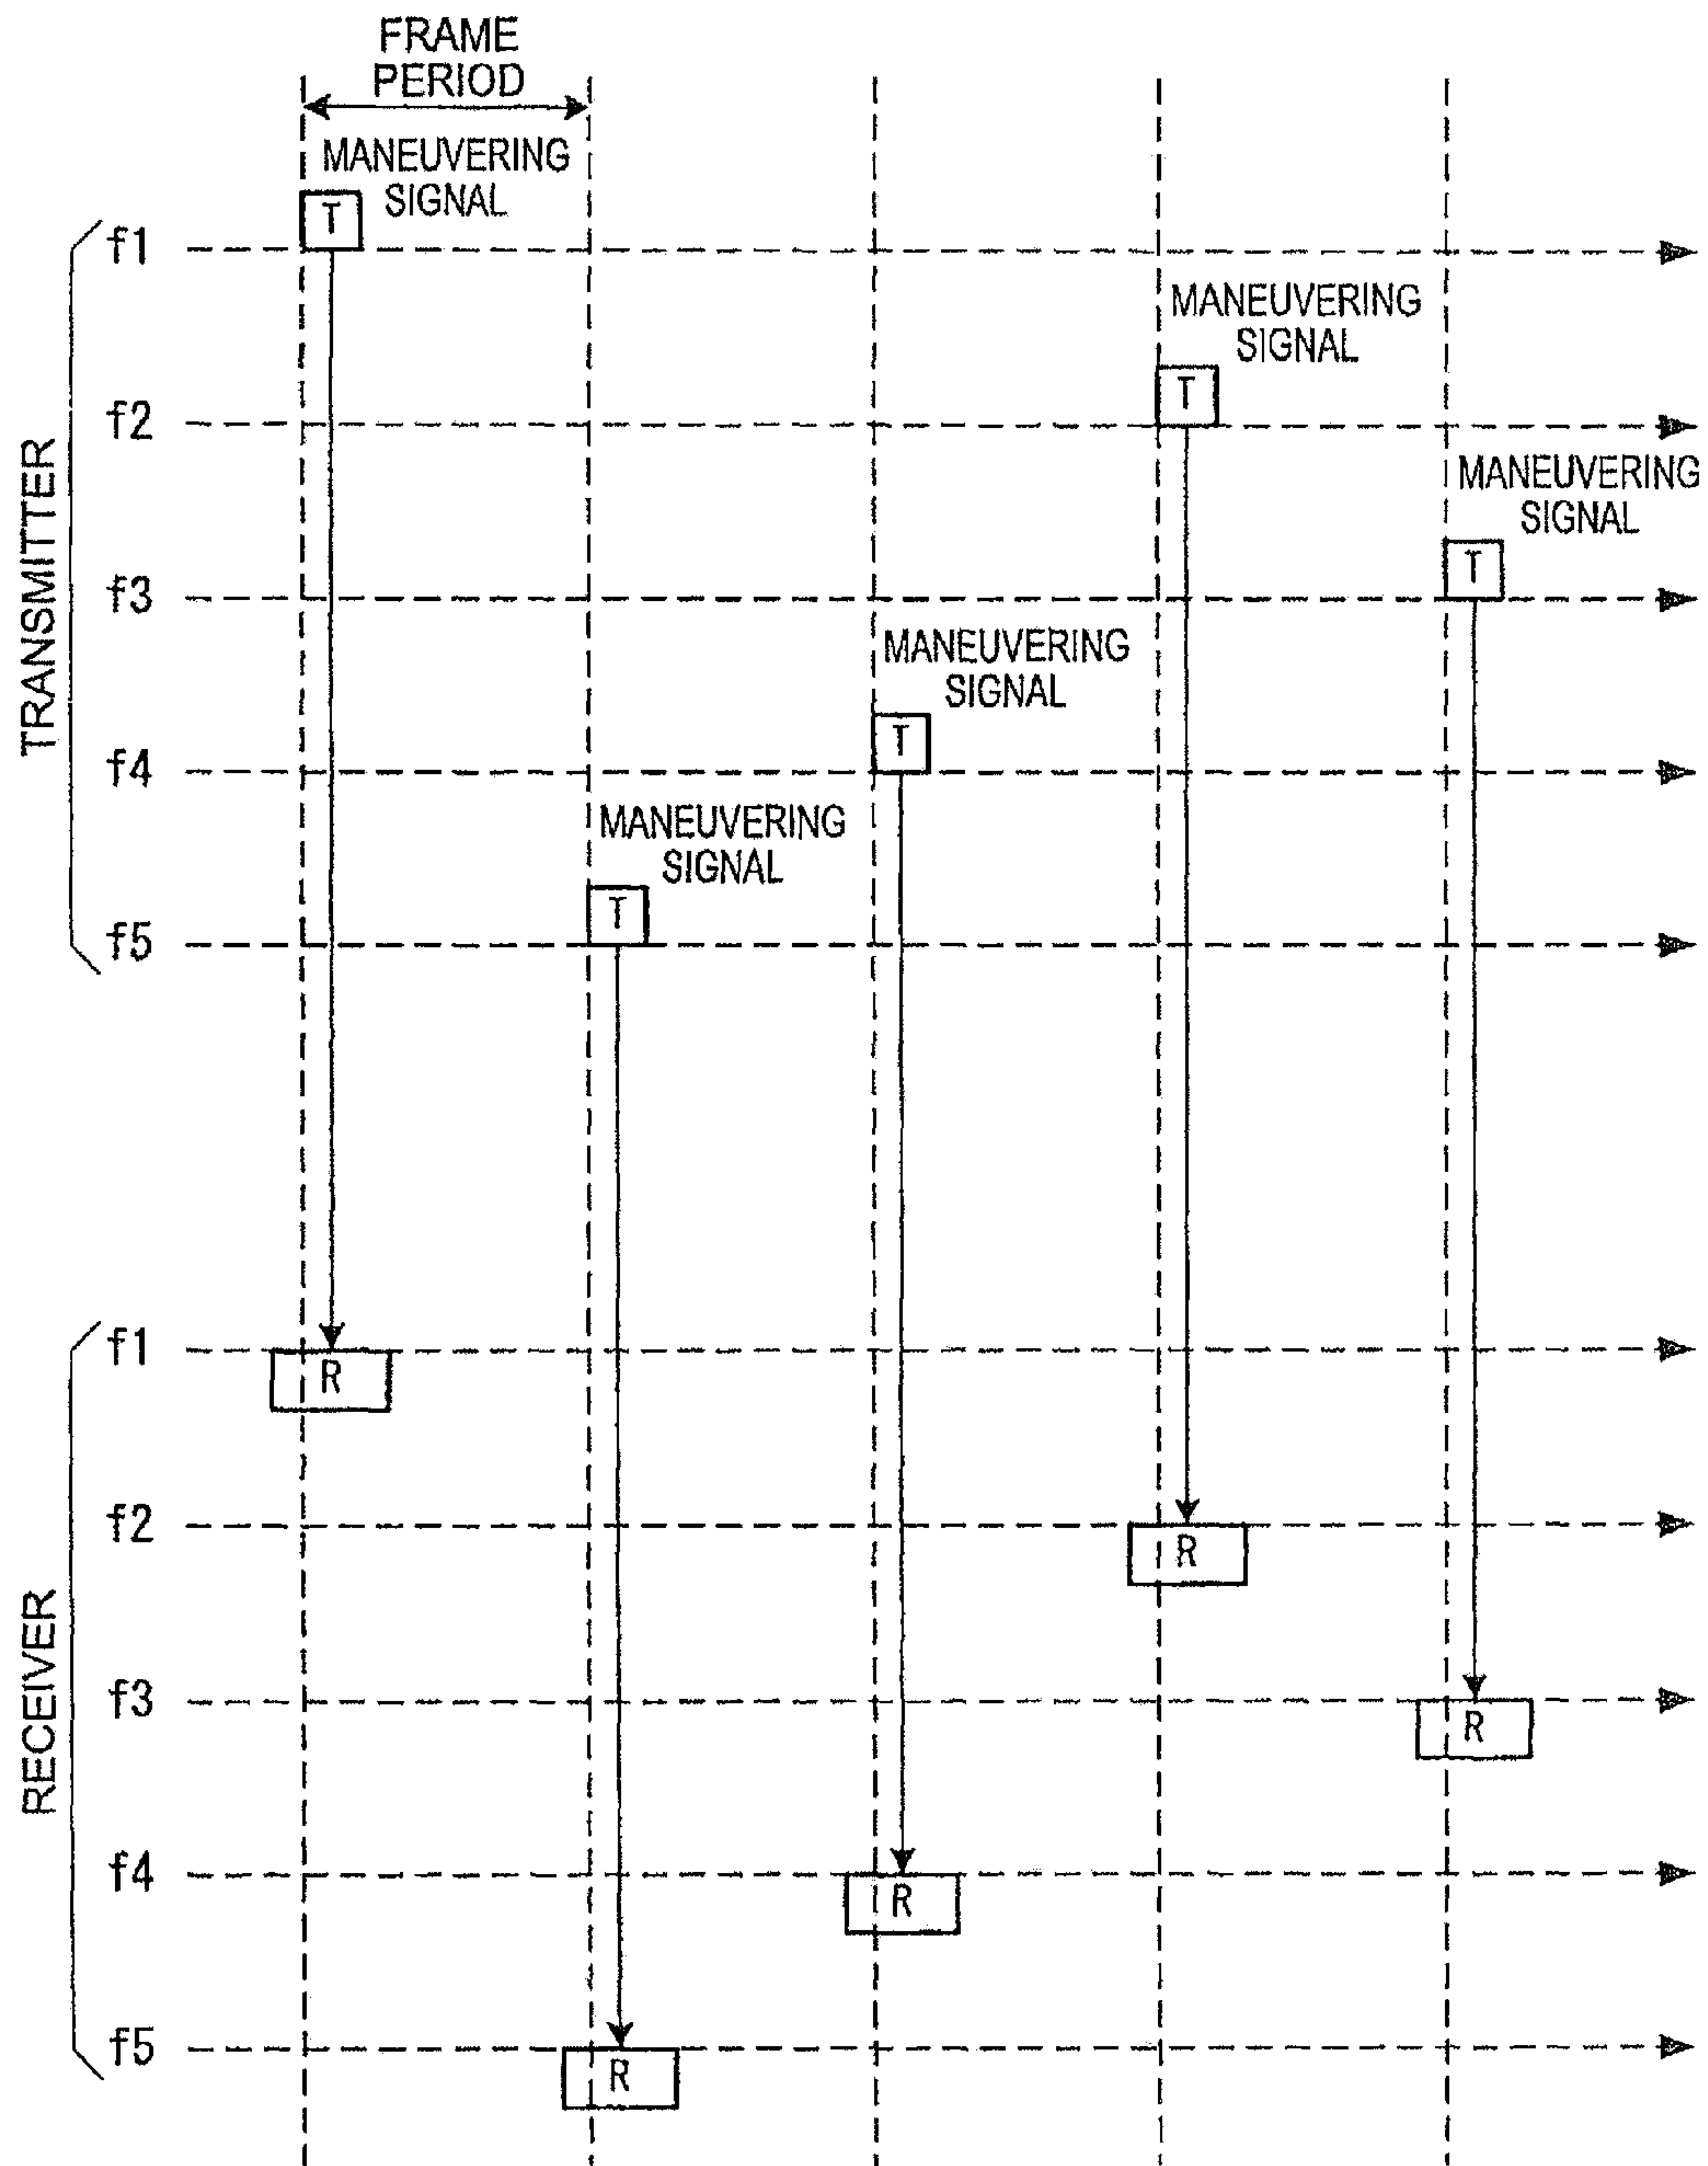 FRAME
PERIOD
MANEUVERING
SIGNAL
T
f1
MANEUVERING
SIGNAL
T
f2
MANEUVERING
SIGNAL
T
f3
MANEUVERING
SIGNAL
T
f4
MANEUVERING
SIGNAL
T
f5
TRANSMITTER
f1
R
f2
R
f3
R
f4
R
f5
R
RECEIVER